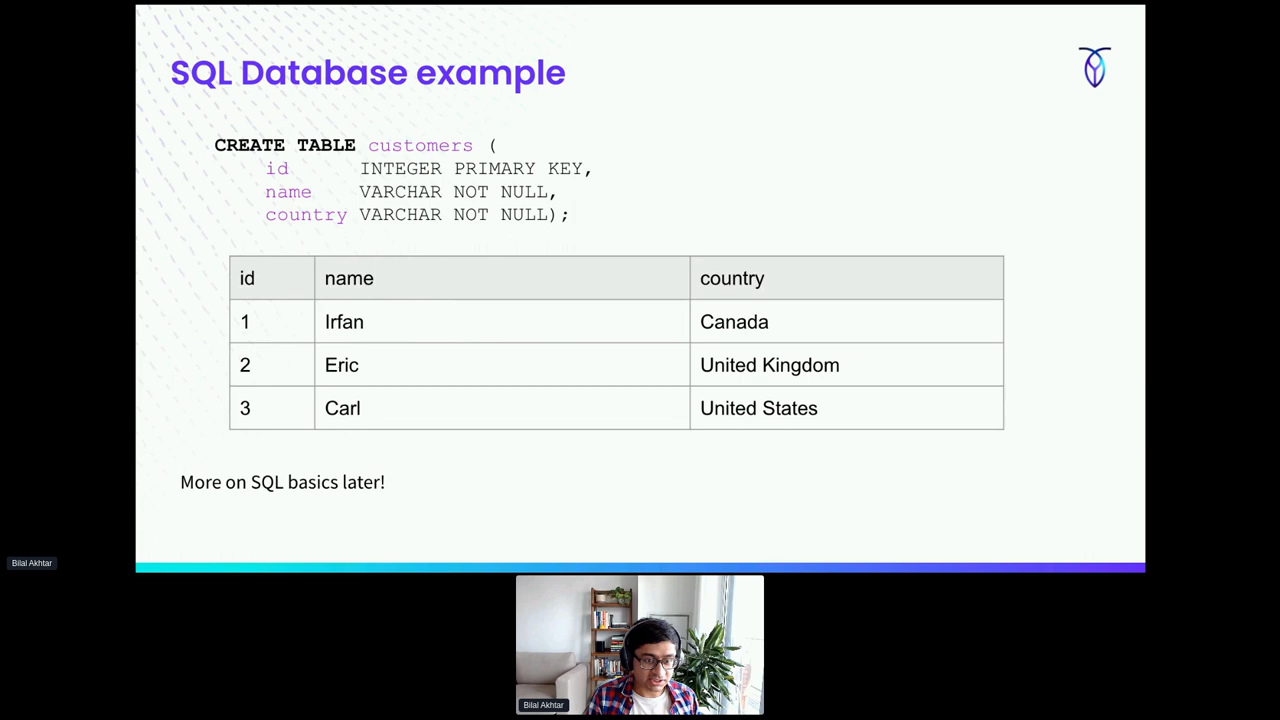 SQL Database example
CREATE TABLE customers (
id INTEGER PRIMARY KEY,
name VARCHAR NOT NULL,
country VARCHAR NOT NULL);
id name country
1 Irfan Canada
2 Eric United Kingdom
3 Carl United States
More on SQL basics later!
Bilal Akhtar
Bilal Akhtar